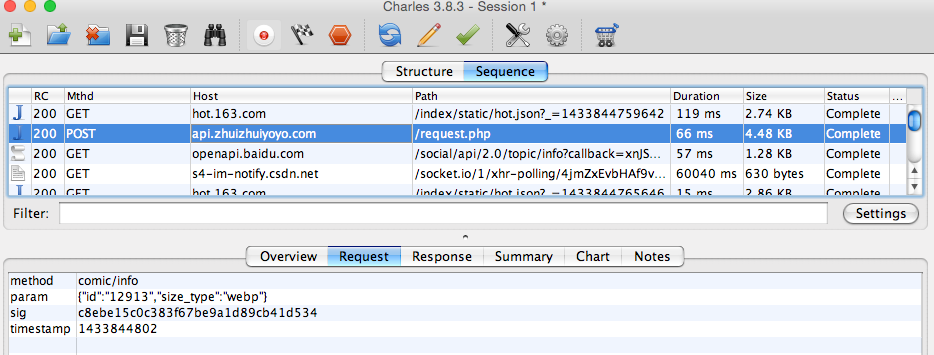 Charles 3.8.3 - Session 1 *
Structure Sequence
RC Mthd Host Path Duration Size Status ...
200 GET hot.163.com /index/static/hot.json?_=1433844759642 119 ms 2.74 KB Complete
200 POST api.zhuizhuiyoyo.com /request.php 66 ms 4.48 KB Complete
200 GET openapi.baidu.com /social/api/2.0/topic/info?callback=xnJS... 57 ms 1.28 KB Complete
200 GET s4-im-notify.csdn.net /socket.io/1/xhr-polling/4jmZxEvbHAf9v... 60040 ms 630 bytes Complete
200 GET hot.163.com /index/static/hot.json?_=1433844765646 15 ms 2.86 KB Complete
Filter: Settings
Overview Request Response Summary Chart Notes
method comic/info
param {"id":"12913","size_type":"webp"}
sig c8ebe15c0c383f67be9a1d89cb41d534
timestamp 1433844802